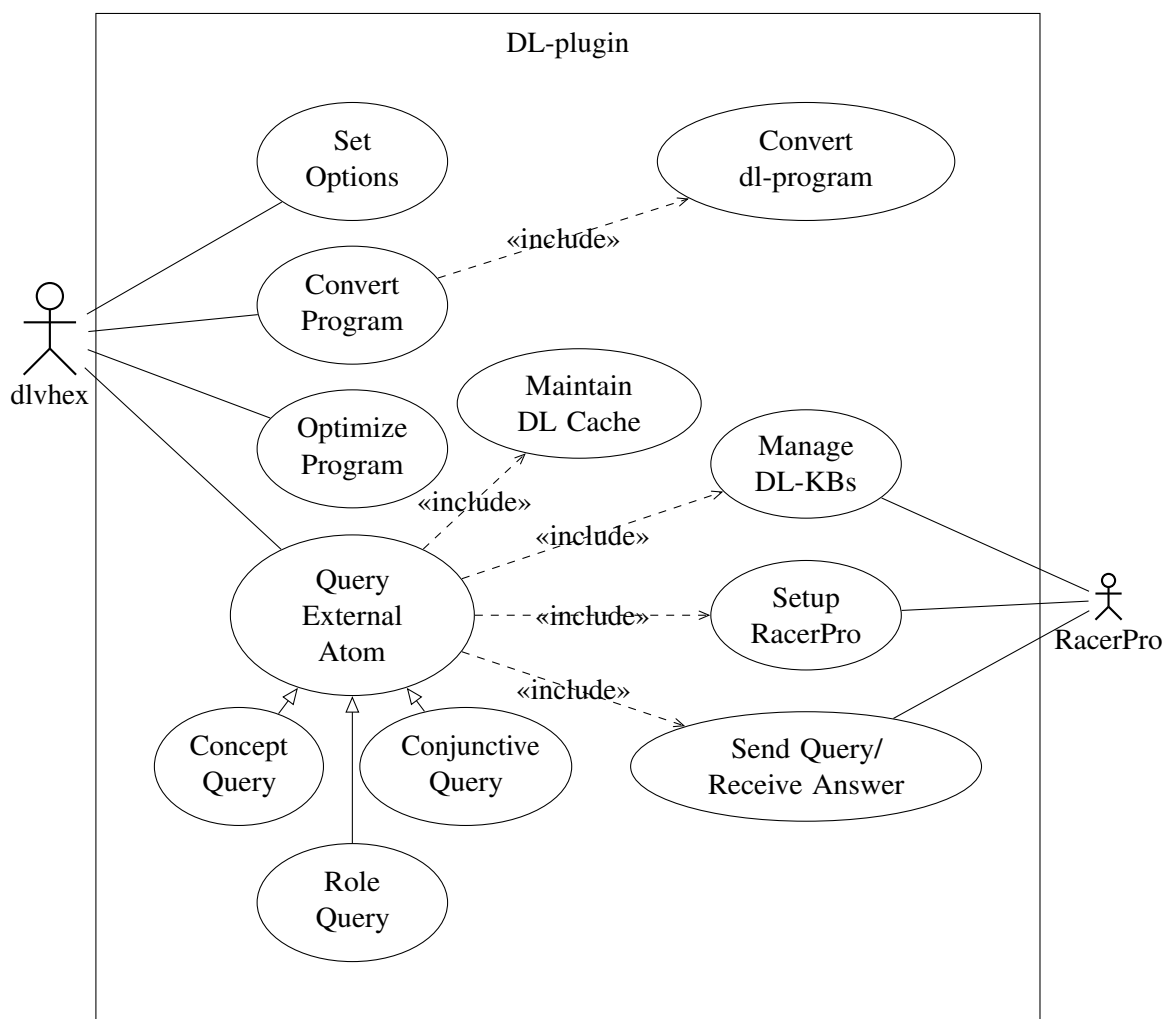 DL-plugin
Set
Options
Convert
dl-program
«include»
Convert
Program
dlvhex
Maintain
DL Cache
Optimize
Program
Manage
DL-KBs
«include»
«include»
Query
External
Atom
«include»
Setup
RacerPro
RacerPro
«include»
Concept
Query
Conjunctive
Query
Send Query/
Receive Answer
Role
Query